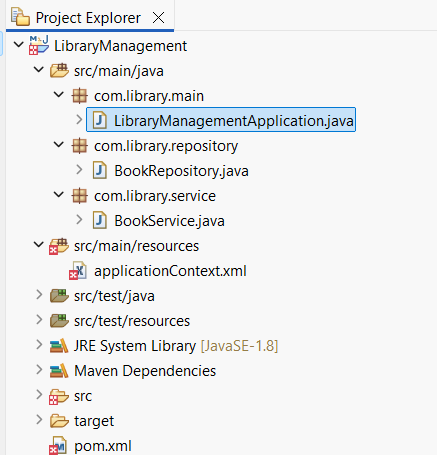 Project Explorer
LibraryManagement
src/main/java
com.library.main
LibraryManagementApplication.java
com.library.repository
BookRepository.java
com.library.service
BookService.java
src/main/resources
applicationContext.xml
src/test/java
src/test/resources
JRE System Library [JavaSE-1.8]
Maven Dependencies
src
target
pom.xml